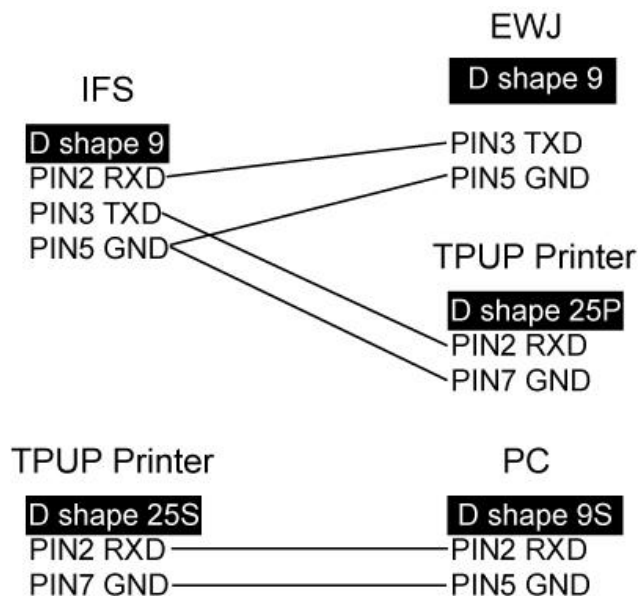 EWJ
D shape 9
IFS
D shape 9
PIN2 RXD
PIN3 TXD
PIN5 GND
PIN3 TXD
PIN5 GND
TPUP Printer
D shape 25P
PIN2 RXD
PIN7 GND
TPUP Printer
D shape 25S
PIN2 RXD
PIN7 GND
PC
D shape 9S
PIN2 RXD
PIN5 GND